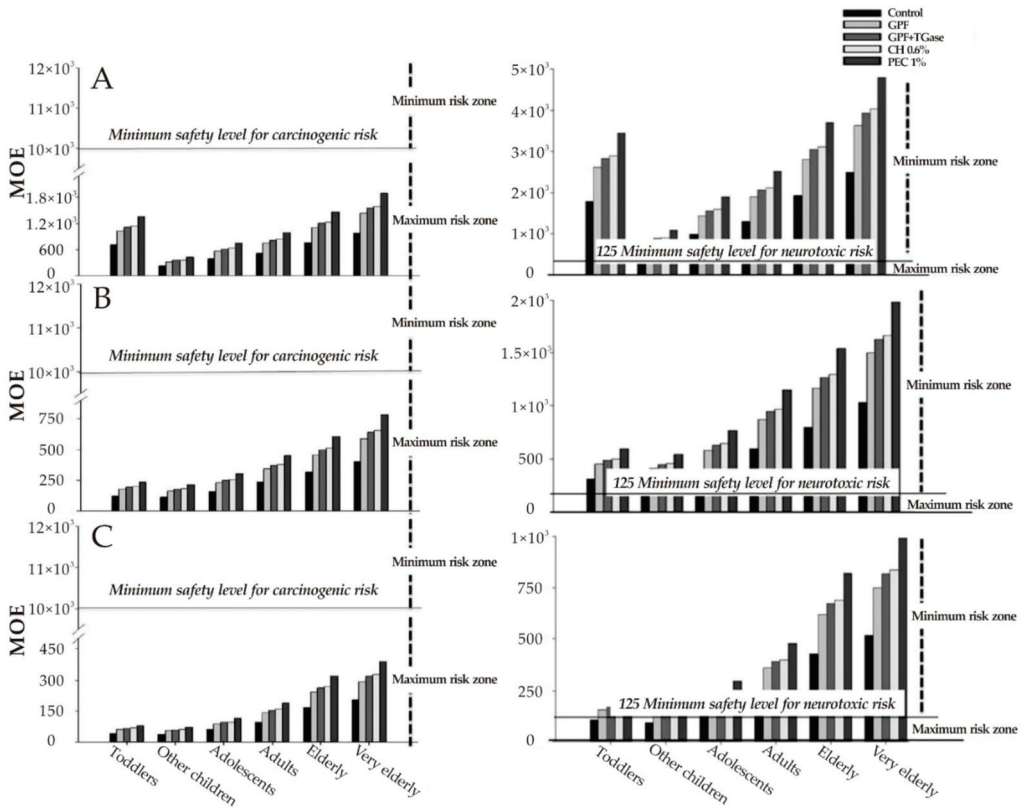 Control
GPF
GPF+TGase
CH 0.6%
PEC 1%
A
MOE
12×10³
11×10³
10×10³
1.8×10³
1.2×10³
600
0
Minimum safety level for carcinogenic risk
Minimum risk zone
Maximum risk zone
5×10³
4×10³
3×10³
2×10³
1×10³
0
125 Minimum safety level for neurotoxic risk
Minimum risk zone
Maximum risk zone
B
MOE
12×10³
11×10³
10×10³
750
500
250
0
Minimum safety level for carcinogenic risk
Minimum risk zone
Maximum risk zone
2×10³
1.5×10³
1×10³
500
0
125 Minimum safety level for neurotoxic risk
Minimum risk zone
Maximum risk zone
C
MOE
12×10³
11×10³
10×10³
450
300
150
0
Minimum safety level for carcinogenic risk
Minimum risk zone
Maximum risk zone
Toddlers
Other children
Adolescents
Adults
Elderly
Very elderly
1×10³
750
500
250
0
125 Minimum safety level for neurotoxic risk
Minimum risk zone
Maximum risk zone
Toddlers
Other children
Adolescents
Adults
Elderly
Very elderly